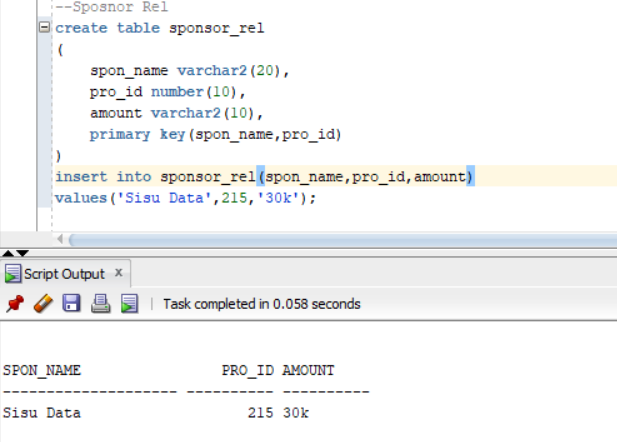 --Sposnor Rel
create table sponsor_rel
(
spon_name varchar2(20),
pro_id number(10),
amount varchar2(10),
primary key(spon_name,pro_id)
)
insert into sponsor_rel(spon_name,pro_id,amount)
values('Sisu Data',215,'30k');
Script Output x
Task completed in 0.058 seconds
SPON_NAME PRO_ID AMOUNT
-------------------- ---------- ----------
Sisu Data 215 30k